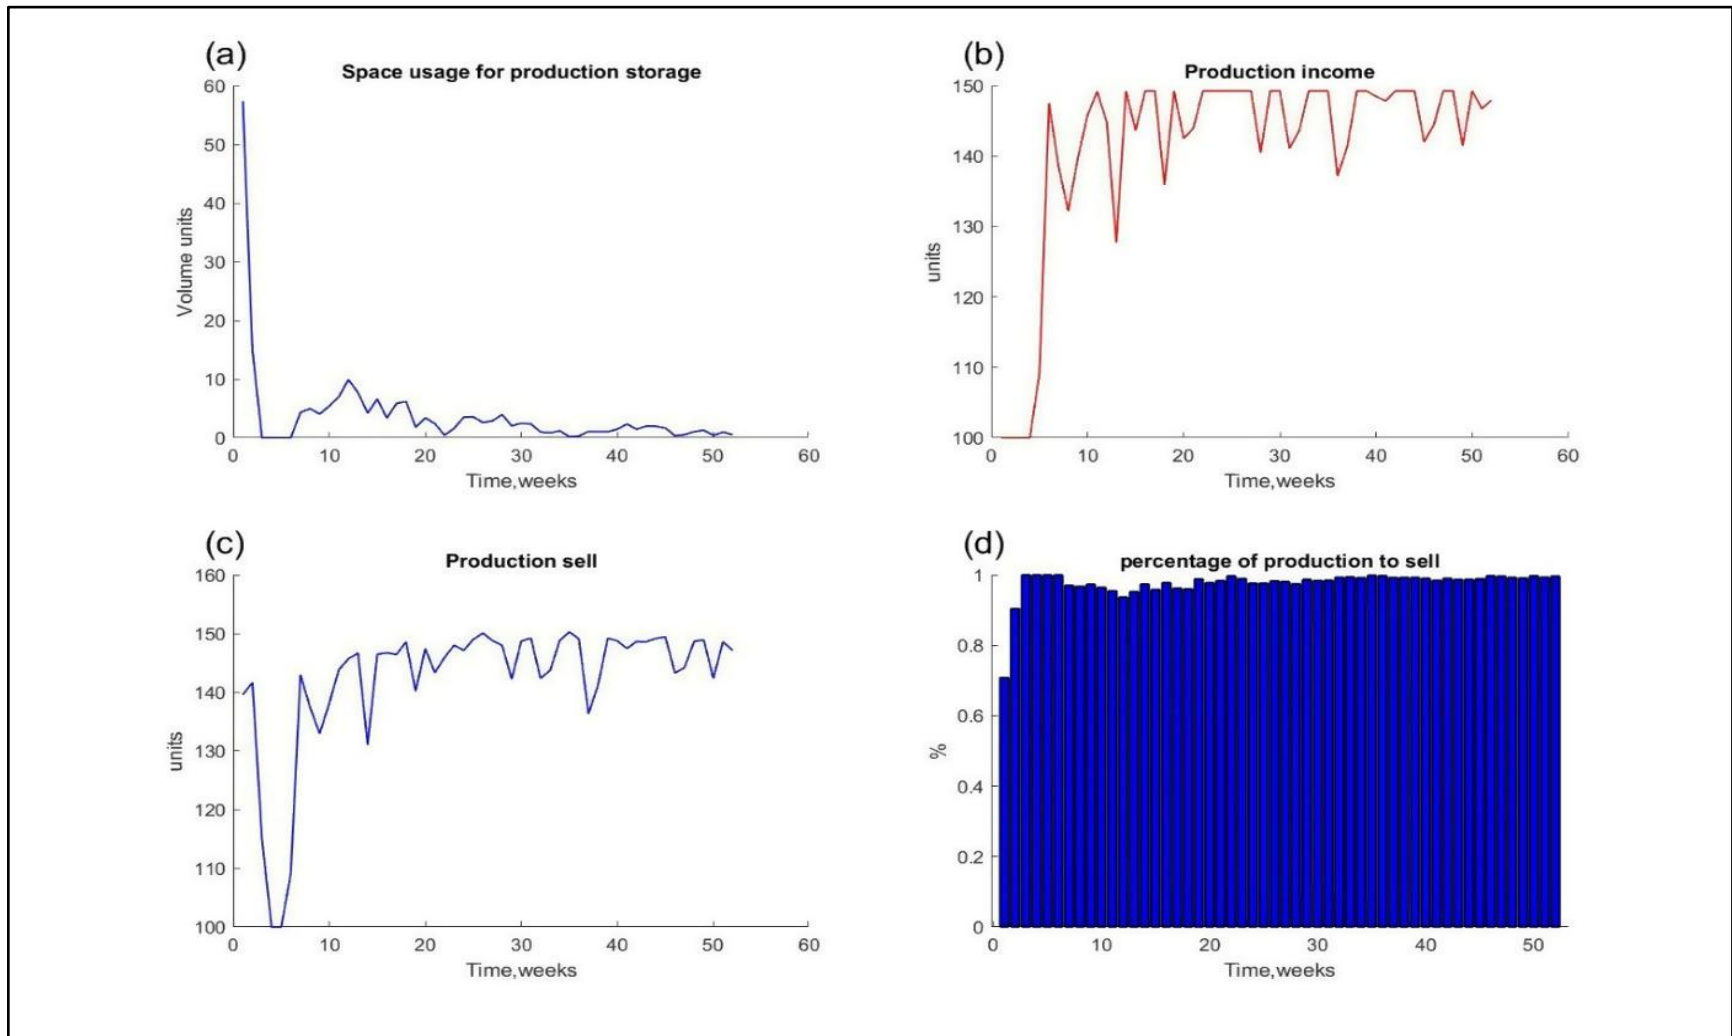 (a)
Space usage for production storage
60
50
40
30
20
10
0
Volume units
0 10 20 30 40 50 60
Time,weeks
(b)
Production income
150
140
130
120
110
100
units
0 10 20 30 40 50 60
Time,weeks
(c)
Production sell
160
150
140
130
120
110
100
units
0 10 20 30 40 50 60
Time,weeks
(d)
percentage of production to sell
1
0.8
0.6
0.4
0.2
0
%
0 10 20 30 40 50
Time,weeks